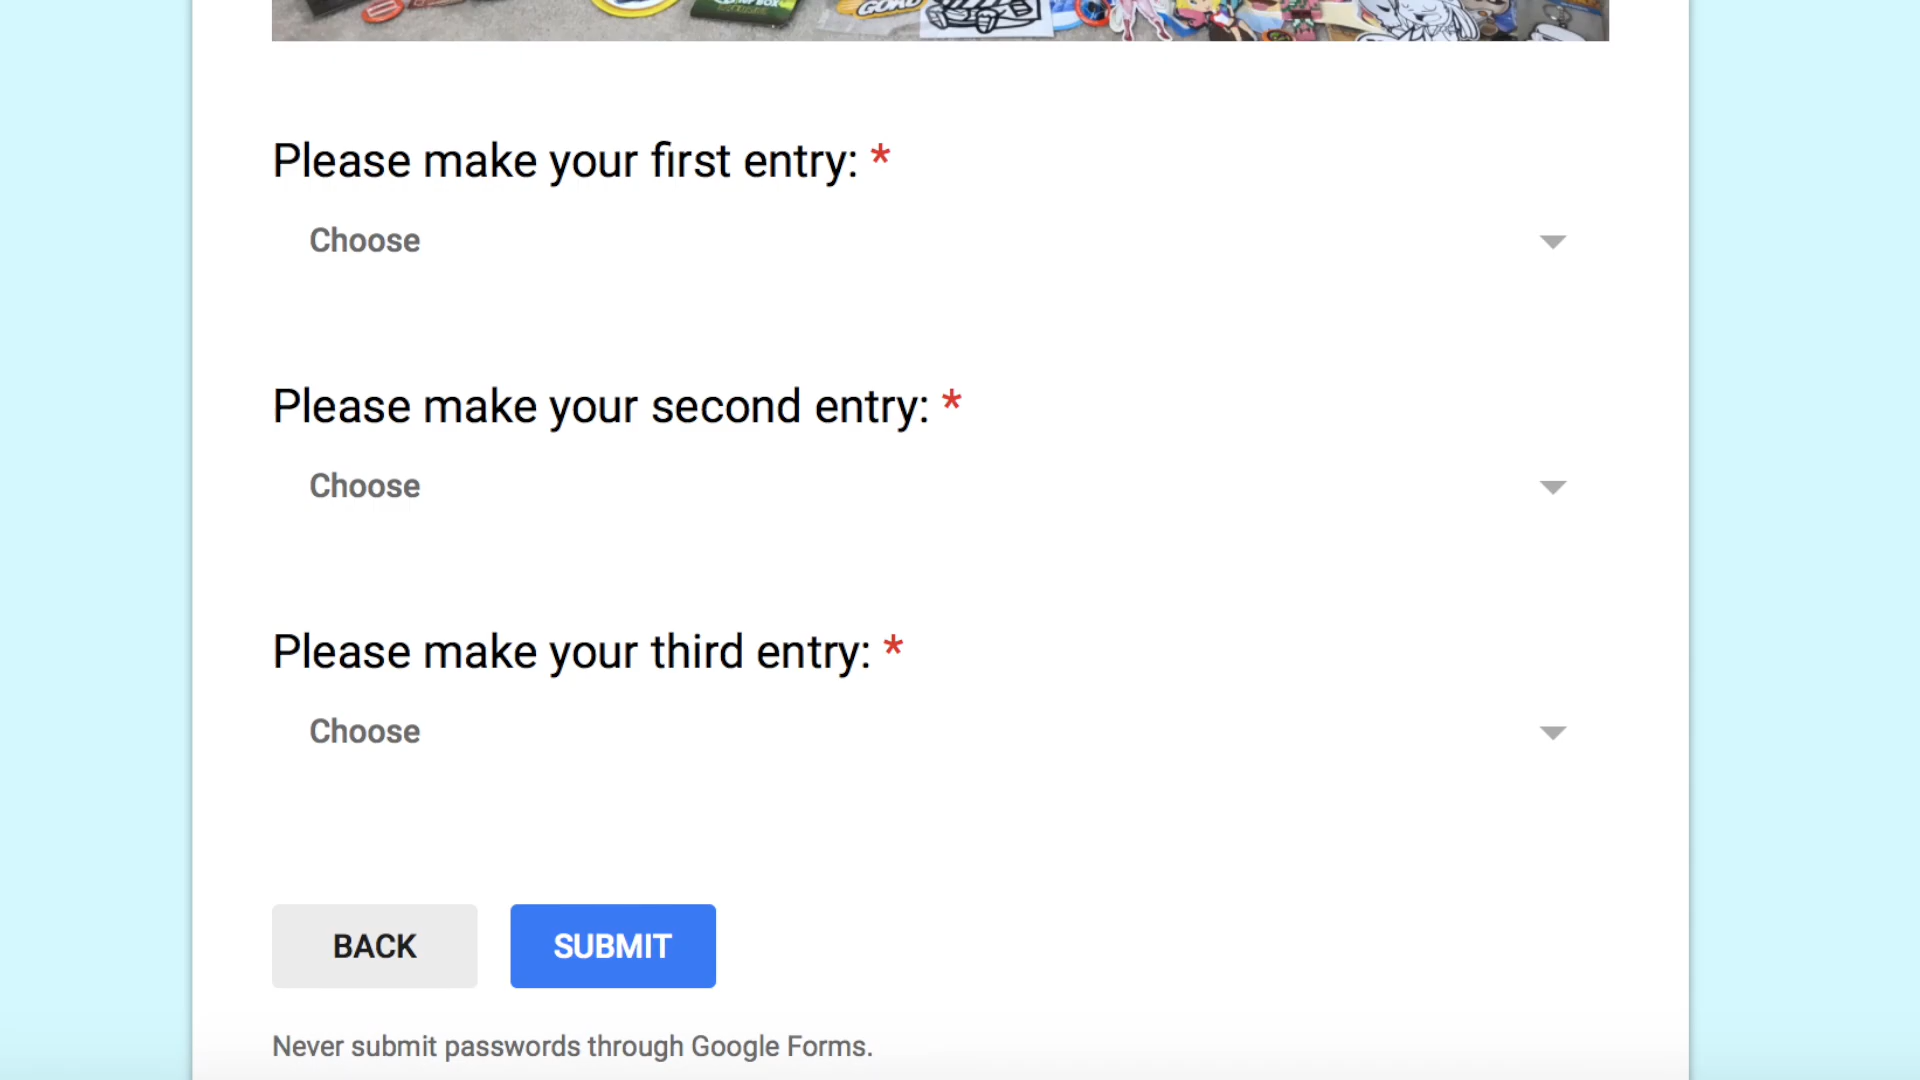 GOKU
Please make your first entry: *
Choose
Please make your second entry: *
Choose
Please make your third entry: *
Choose
BACK
SUBMIT
Never submit passwords through Google Forms.